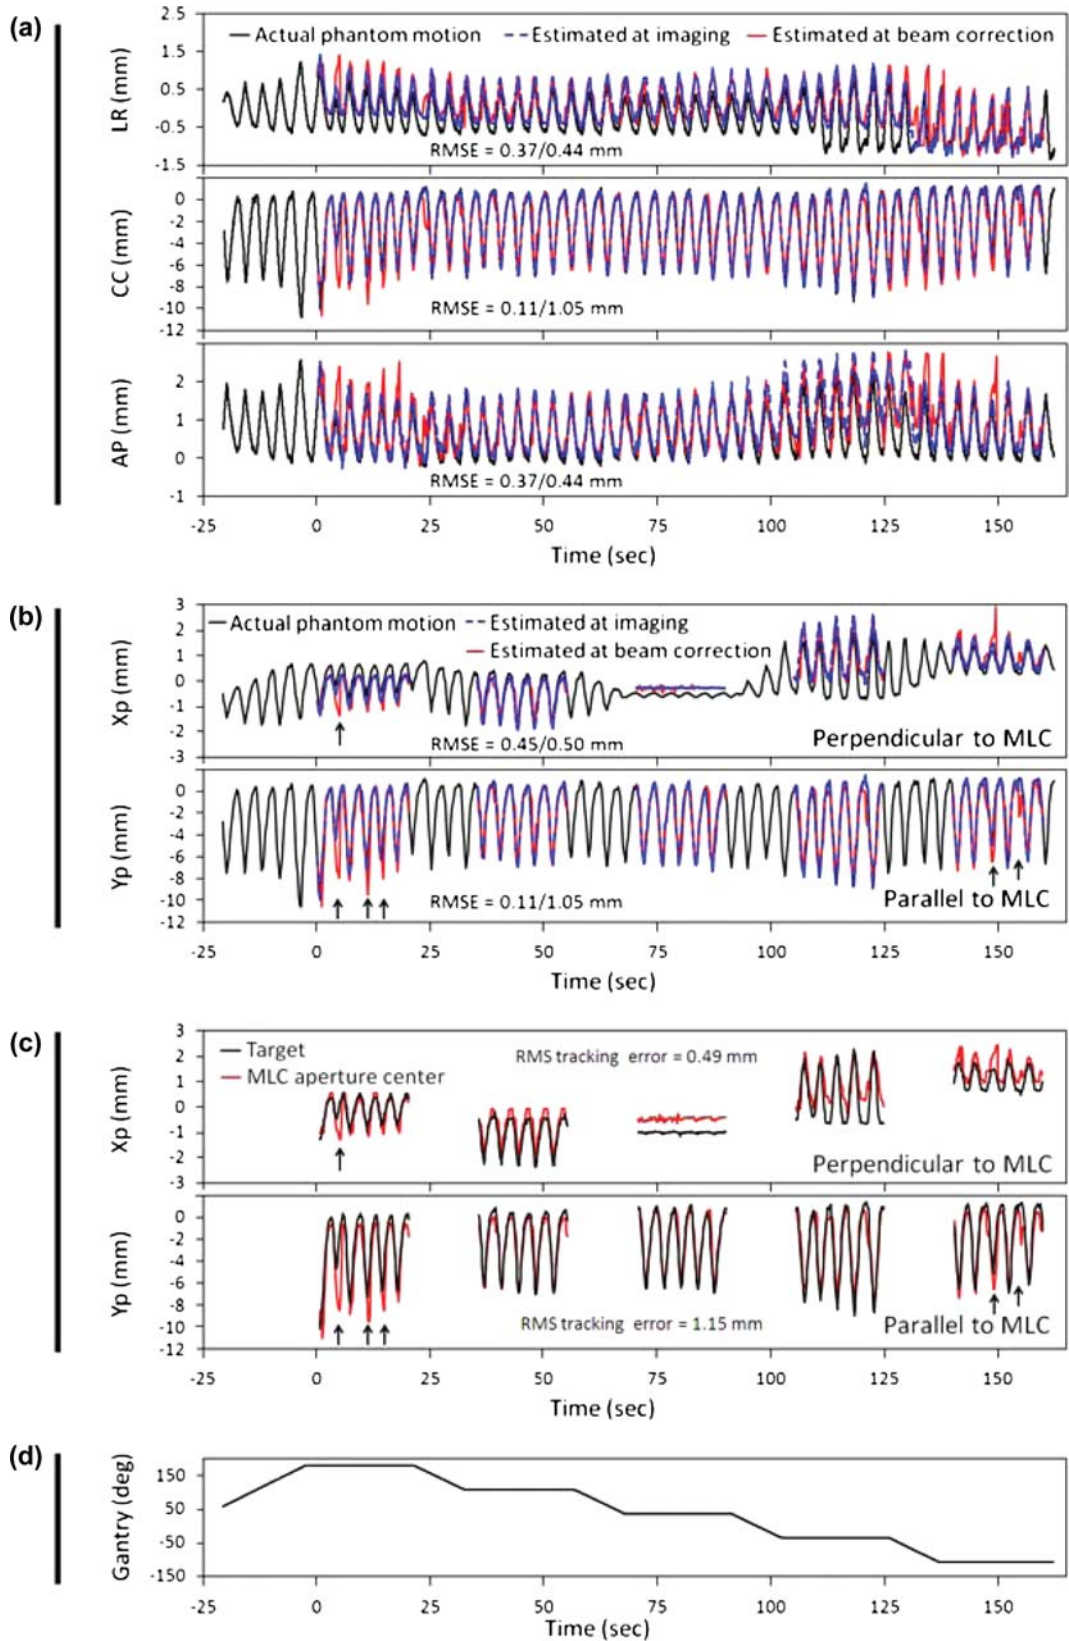 (a)
2.5
1.5
0.5
-0.5
-1.5
LR (mm)
Actual phantom motion
Estimated at imaging
Estimated at beam correction
RMSE = 0.37/0.44 mm
0
-2
-4
-6
-8
-10
-12
CC (mm)
RMSE = 0.11/1.05 mm
2
1
0
-1
AP (mm)
RMSE = 0.37/0.44 mm
-25 0 25 50 75 100 125 150
Time (sec)
(b)
3
2
1
0
-1
-2
-3
Xp (mm)
Actual phantom motion
Estimated at imaging
Estimated at beam correction
RMSE = 0.45/0.50 mm
Perpendicular to MLC
0
-2
-4
-6
-8
-10
-12
Yp (mm)
RMSE = 0.11/1.05 mm
Parallel to MLC
-25 0 25 50 75 100 125 150
Time (sec)
(c)
3
2
1
0
-1
-2
-3
Xp (mm)
Target
MLC aperture center
RMS tracking error = 0.49 mm
Perpendicular to MLC
0
-2
-4
-6
-8
-10
-12
Yp (mm)
RMS tracking error = 1.15 mm
Parallel to MLC
-25 0 25 50 75 100 125 150
Time (sec)
(d)
150
50
-50
-150
Gantry (deg)
-25 0 25 50 75 100 125 150
Time (sec)